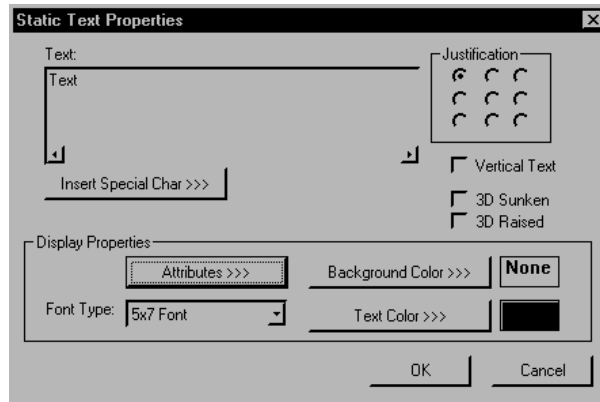 Static Text Properties
Text:
Text
Justification
Insert Special Char >>>
Vertical Text
3D Sunken
3D Raised
Display Properties
Attributes >>>
Background Color >>>
None
Font Type:
5x7 Font
Text Color >>>
OK
Cancel